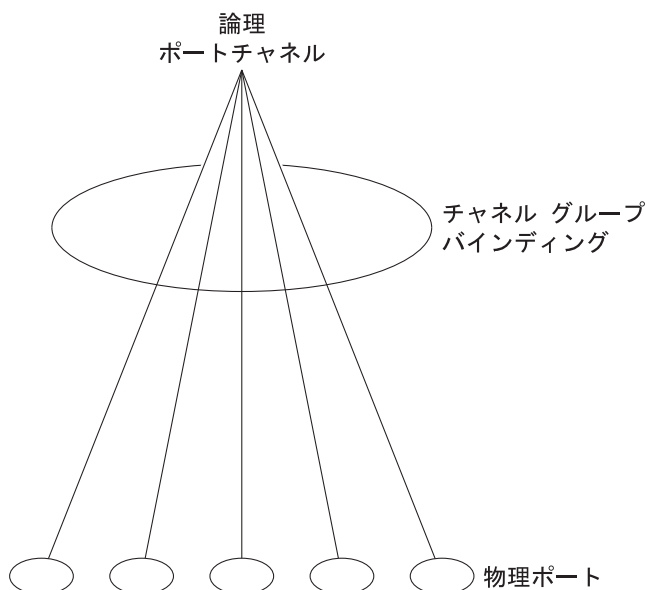 論理
ポートチャネル
チャネル グループ
バインディング
物理ポート